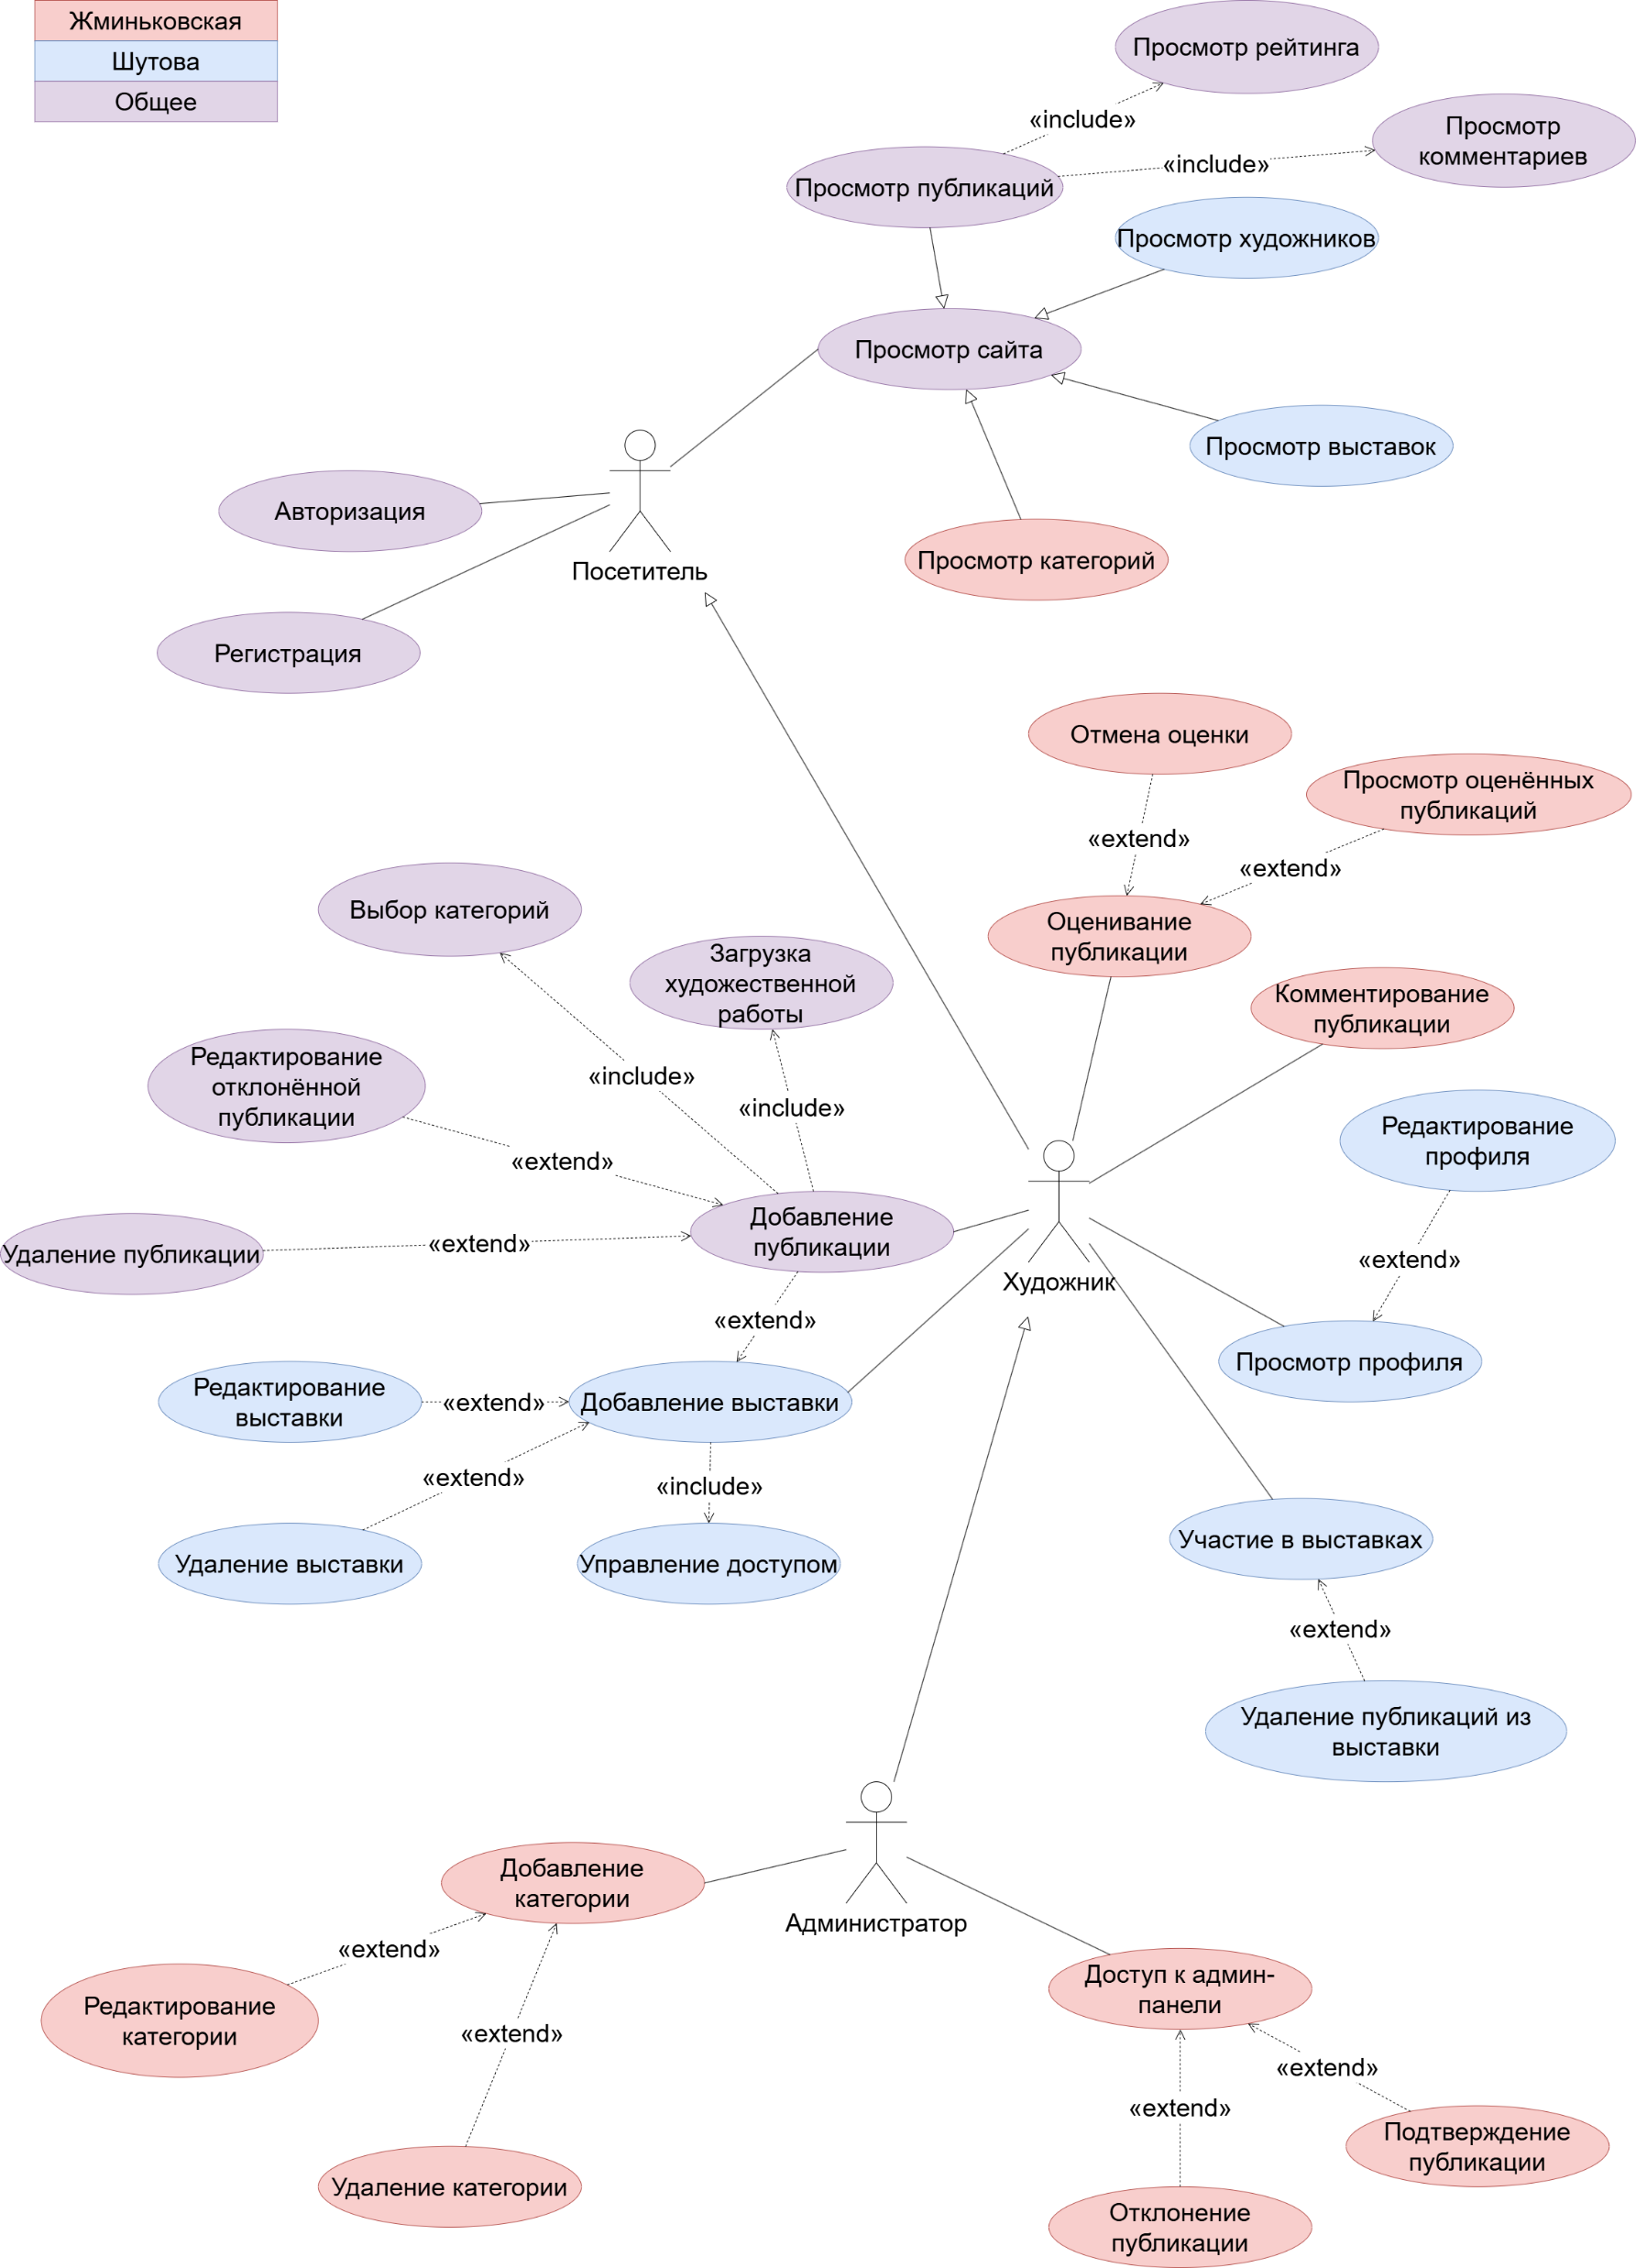 Жминьковская
Шутова
Общее
Просмотр рейтинга
«include»
Просмотр
комментариев
«include»
Просмотр публикаций
Просмотр художников
Просмотр сайта
Просмотр выставок
Авторизация
Посетитель
Просмотр категорий
Регистрация
Отмена оценки
Просмотр оценённых
публикаций
«extend»
«extend»
Выбор категорий
Оценивание
публикации
Загрузка
художественной
работы
Комментирование
публикации
Редактирование
отклонённой
публикации
«include»
«include»
Редактирование
профиля
«extend»
Добавление
публикации
Удаление публикации
«extend»
«extend»
Художник
«extend»
Просмотр профиля
Редактирование
выставки
«extend»
Добавление выставки
«extend»
«include»
Участие в выставках
Удаление выставки
Управление доступом
«extend»
Удаление публикаций из
выставки
Добавление
категории
Администратор
«extend»
Доступ к админ-
панели
Редактирование
категории
«extend»
«extend»
«extend»
Подтверждение
публикации
Удаление категории
Отклонение
публикации